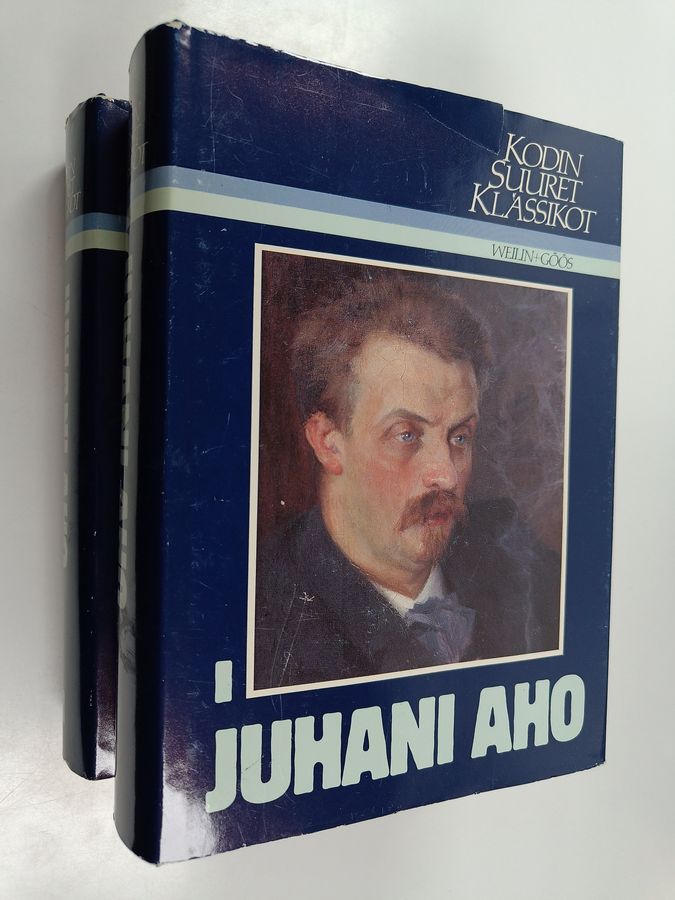 KODIN
SUURET
KLASSIKOT
WEILIN+GÖÖS
I
JUHANI AHO